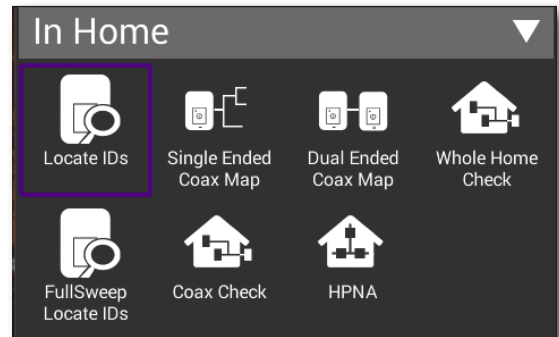 In Home
Locate IDs
Single Ended
Coax Map
Dual Ended
Coax Map
Whole Home
Check
FullSweep
Locate IDs
Coax Check
HPNA